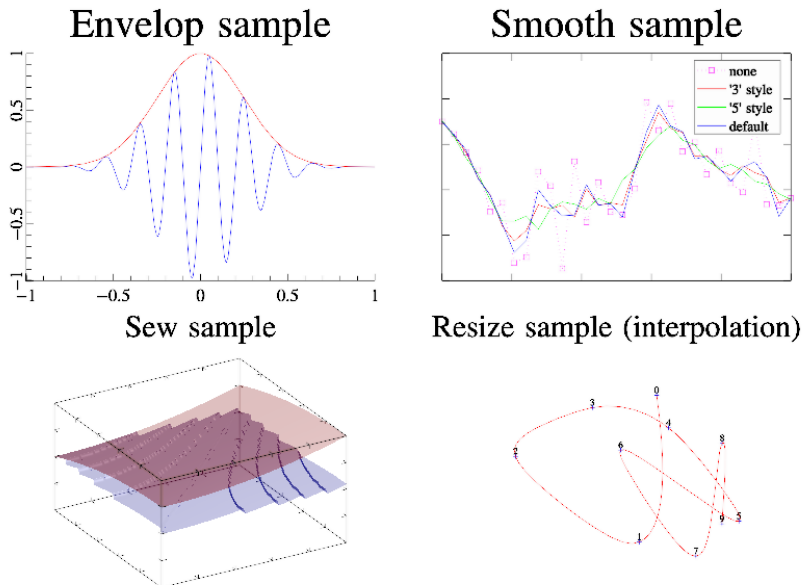 Envelop sample
1
0.5
0
−0.5
−1
−1
−0.5
0
0.5
1
Smooth sample
none
'3' style
'5' style
default
Sew sample
Resize sample (interpolation)
0
3
4
2
6
8
1
7
9
5